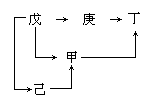 戊 → 庚 → 丁
甲
己